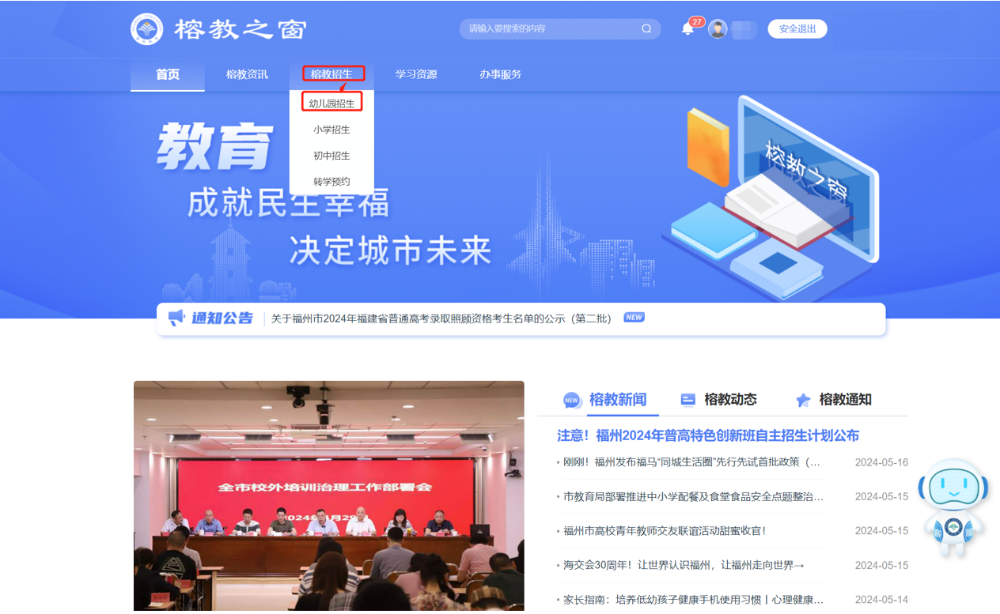 榕教之窗
请输入要搜索的内容
27
安全退出
首页
榕教资讯
榕教招生
学习资源
办事服务
幼儿园招生
小学招生
初中招生
转学预约
教育
成就民生幸福
决定城市未来
榕教之窗
通知公告
关于福州市2024年福建省普通高考录取照顾资格考生名单的公示（第二批）
NEW
全市校外培训治理工作部署会
NEW
榕教新闻
榕教动态
榕教通知
注意！福州2024年普高特色创新班自主招生计划公布
• 刚刚！福州发布福马“同城生活圈”先行先试首批政策（... 2024-05-16
• 市教育局部署推进中小学配餐及食堂食品安全点题整治... 2024-05-15
• 福州市高校青年教师交友联谊活动甜蜜收官！ 2024-05-15
• 海交会30周年！让世界认识福州，让福州走向世界→ 2024-05-15
• 家长指南：培养低幼孩子健康手机使用习惯丨心理健康... 2024-05-14